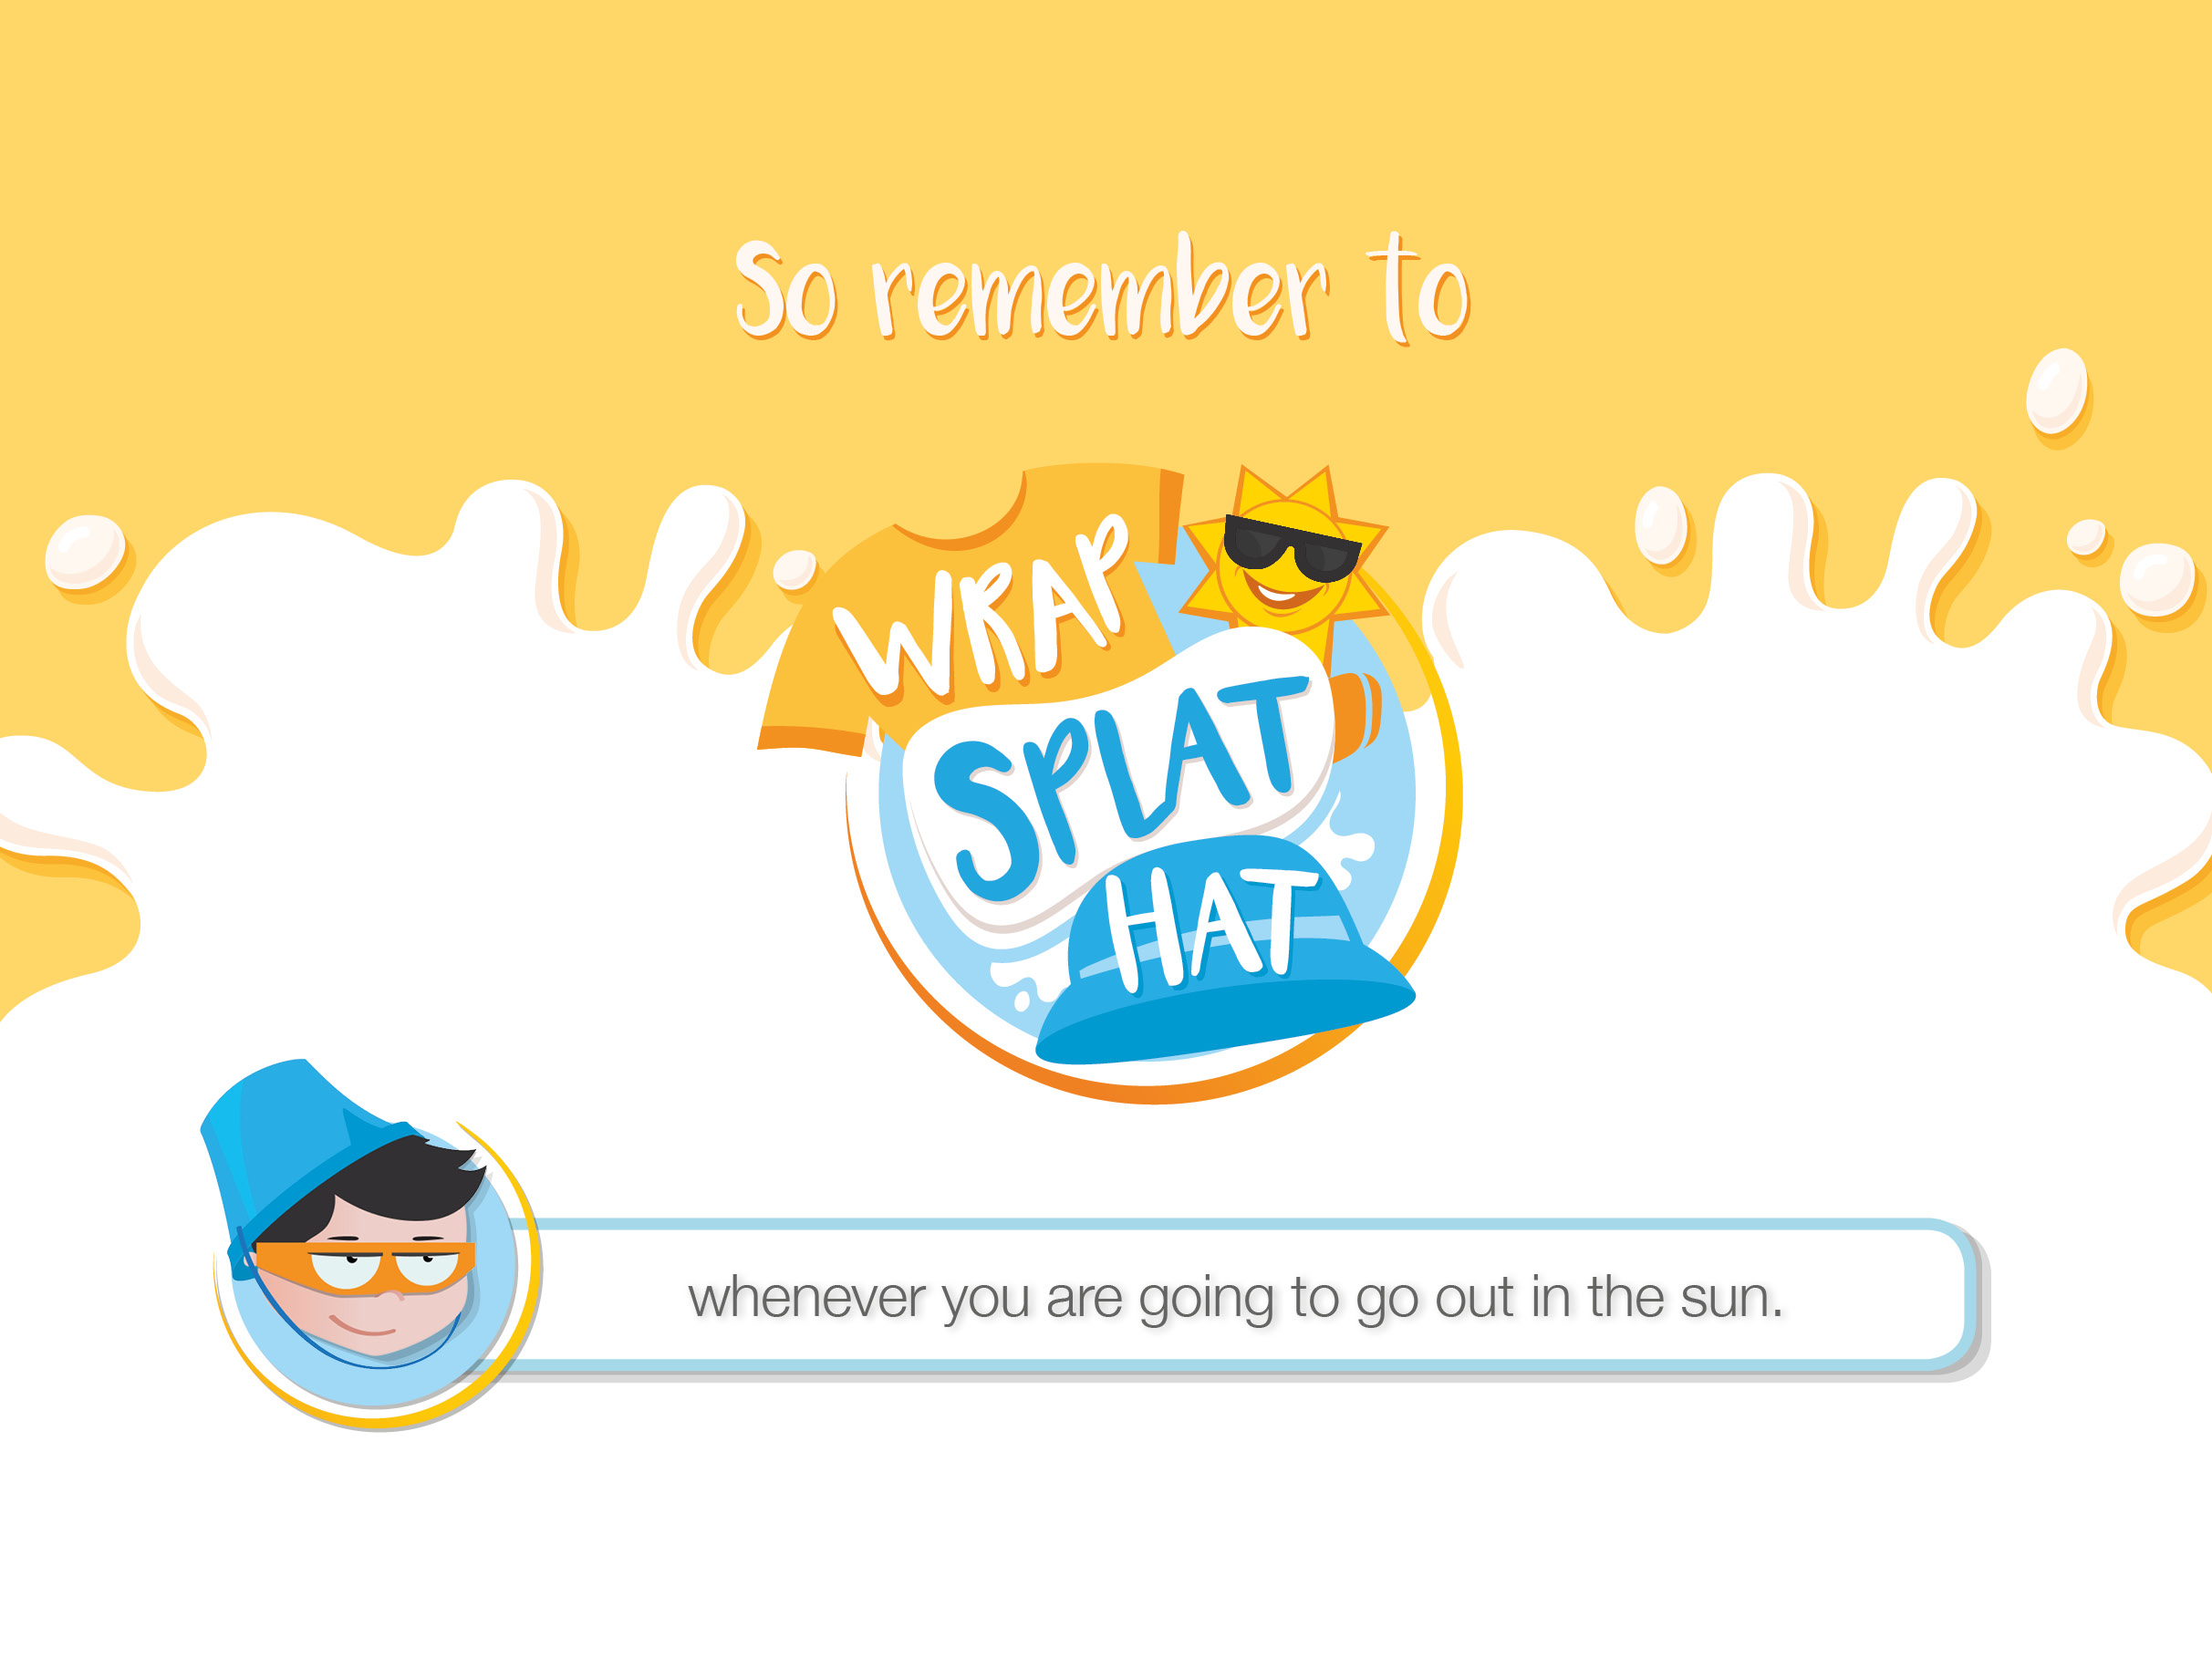 So remember to
WRAP
SPLAT
HAT
whenever you are going to go out in the sun.